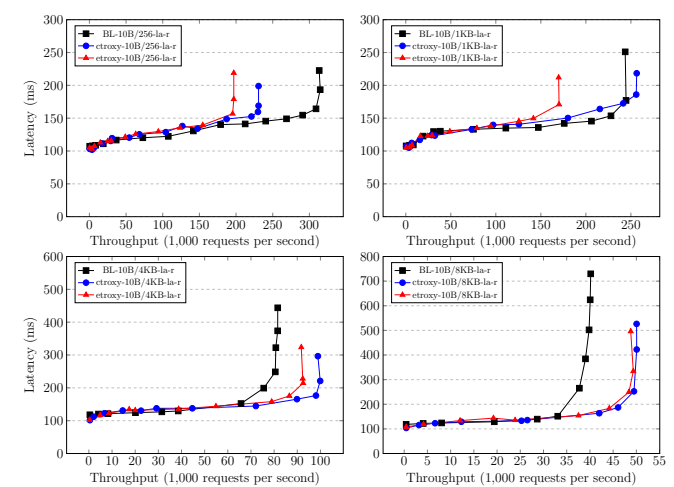 300
250
200
150
100
50
0
Latency (ms)
BL-10B/256-la-r
ctroxy-10B/256-la-r
etroxy-10B/256-la-r
0 50 100 150 200 250 300
Throughput (1,000 requests per second)
300
250
200
150
100
50
0
BL-10B/1KB-la-r
ctroxy-10B/1KB-la-r
etroxy-10B/1KB-la-r
0 50 100 150 200 250
Throughput (1,000 requests per second)
600
500
400
300
200
100
0
Latency (ms)
BL-10B/4KB-la-r
ctroxy-10B/4KB-la-r
etroxy-10B/4KB-la-r
0 10 20 30 40 50 60 70 80 90 100
Throughput (1,000 requests per second)
800
700
600
500
400
300
200
100
0
BL-10B/8KB-la-r
ctroxy-10B/8KB-la-r
etroxy-10B/8KB-la-r
0 5 10 15 20 25 30 35 40 45 50 55
Throughput (1,000 requests per second)